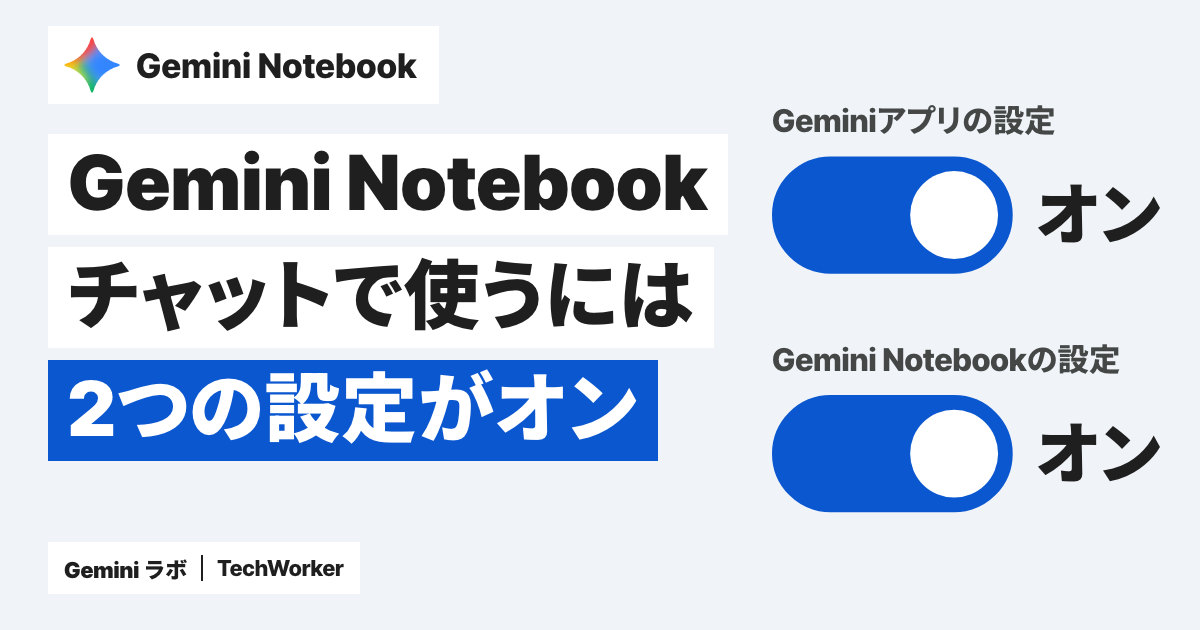 Gemini Notebook
Gemini Notebook
チャットで使うには
2つの設定がオン
Geminiアプリの設定
オン
Gemini Notebookの設定
オン
Gemini ラボ | TechWorker